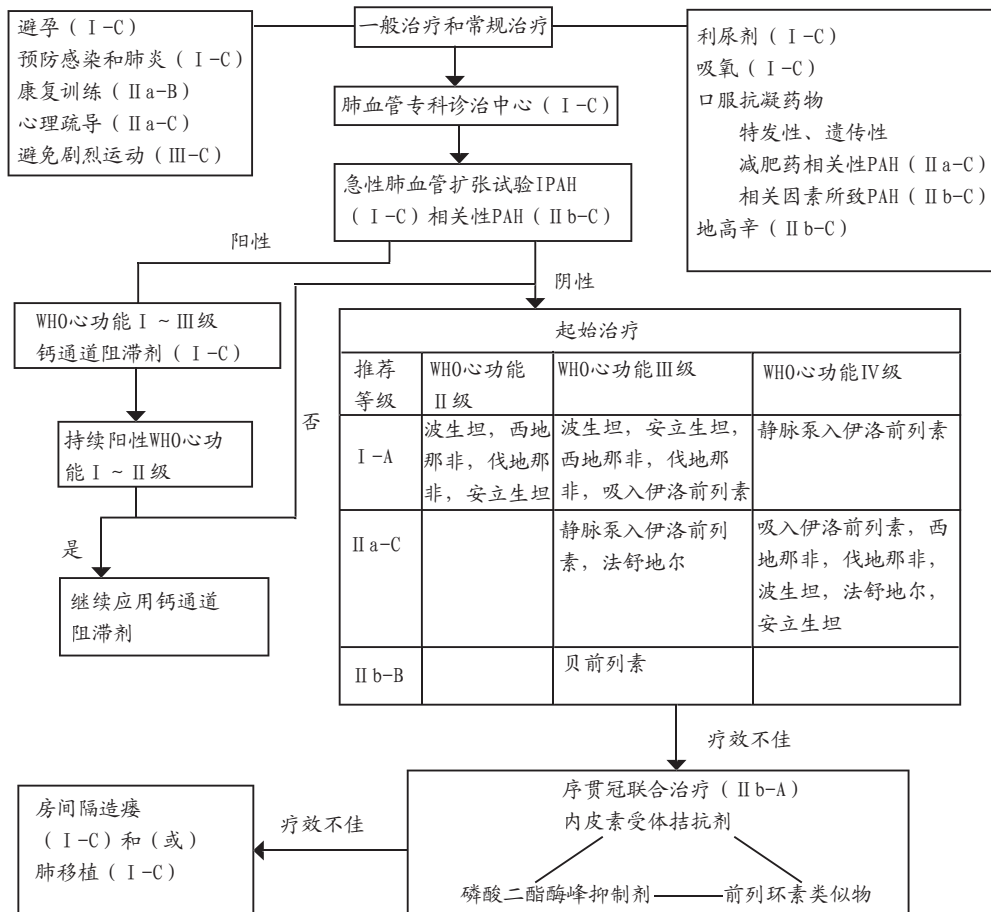 避孕（Ⅰ-C）
预防感染和肺炎（Ⅰ-C）
康复训练（Ⅱa-B）
心理疏导（Ⅱa-C）
避免剧烈运动（Ⅲ-C）
一般治疗和常规治疗
利尿剂（Ⅰ-C）
吸氧（Ⅰ-C）
口服抗凝药物
特发性、遗传性
减肥药相关性PAH（Ⅱa-C）
相关因素所致PAH（Ⅱb-C）
地高辛（Ⅱb-C）
肺血管专科诊治中心（Ⅰ-C）
急性肺血管扩张试验IPAH
（Ⅰ-C）相关性PAH（Ⅱb-C）
阳性
阴性
WHO心功能Ⅰ～Ⅲ级
钙通道阻滞剂（Ⅰ-C）
持续阳性WHO心功
能Ⅰ～Ⅱ级
否
是
继续应用钙通道
阻滞剂
起始治疗
推荐
等级
WHO心功能
Ⅱ级
WHO心功能Ⅲ级
WHO心功能Ⅳ级
Ⅰ-A
波生坦，西地
那非，伐地那
非，安立生坦
波生坦，安立生坦，
西地那非，伐地那
非，吸入伊洛前列素
静脉泵入伊洛前列素
Ⅱa-C
静脉泵入伊洛前列
素，法舒地尔
吸入伊洛前列素，西
地那非，伐地那非，
波生坦，法舒地尔，
安立生坦
Ⅱb-B
贝前列素
疗效不佳
序贯冠联合治疗（Ⅱb-A）
内皮素受体拮抗剂
磷酸二酯酶峰抑制剂
前列环素类似物
疗效不佳
房间隔造瘘
（Ⅰ-C）和（或）
肺移植（Ⅰ-C）